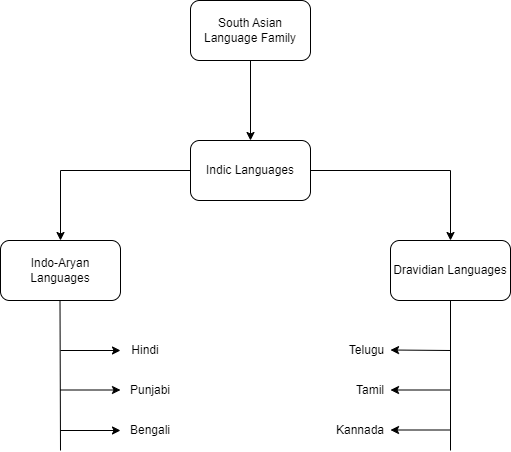 South Asian
Language Family
Indic Languages
Indo-Aryan
Languages
Dravidian Languages
Hindi
Telugu
Punjabi
Tamil
Bengali
Kannada